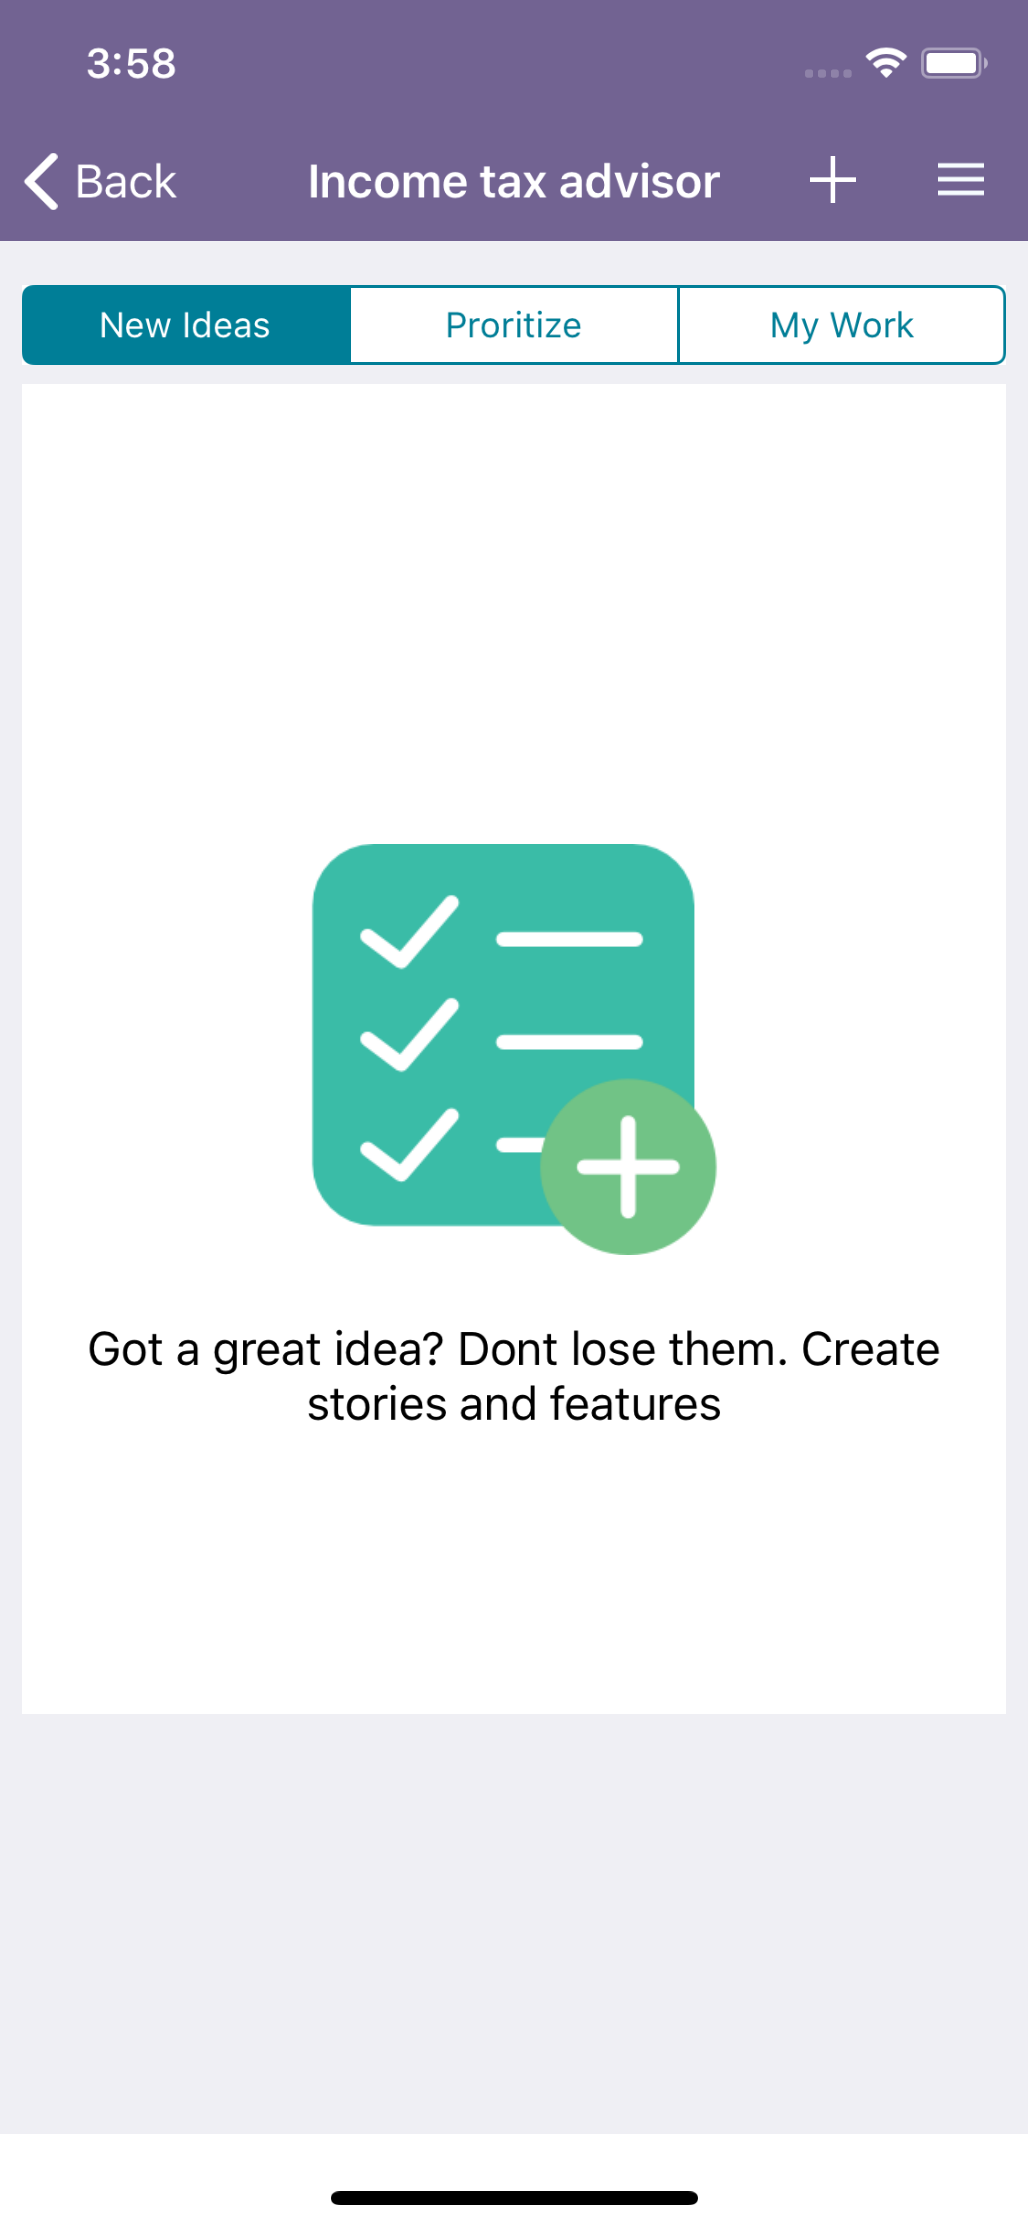 3:58
Back
Income tax advisor
New Ideas
Proritize
My Work
Got a great idea? Dont lose them. Create
stories and features